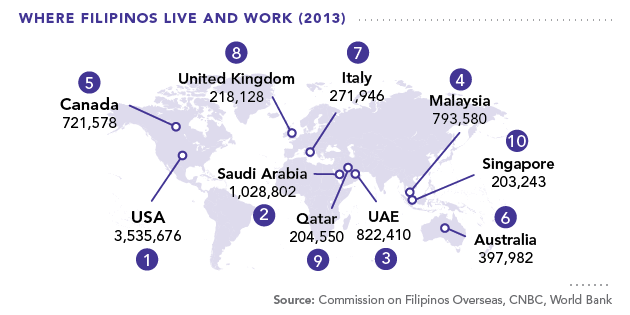 WHERE FILIPINOS LIVE AND WORK (2013)
8
7
5
United Kingdom
218,128
Italy
271,946
4
Canada
721,578
Malaysia
793,580
10
Singapore
203,243
Saudi Arabia
1,028,802
2
USA
3,535,676
1
Qatar
204,550
9
UAE
822,410
3
6
Australia
397,982
Source: Commission on Filipinos Overseas, CNBC, World Bank